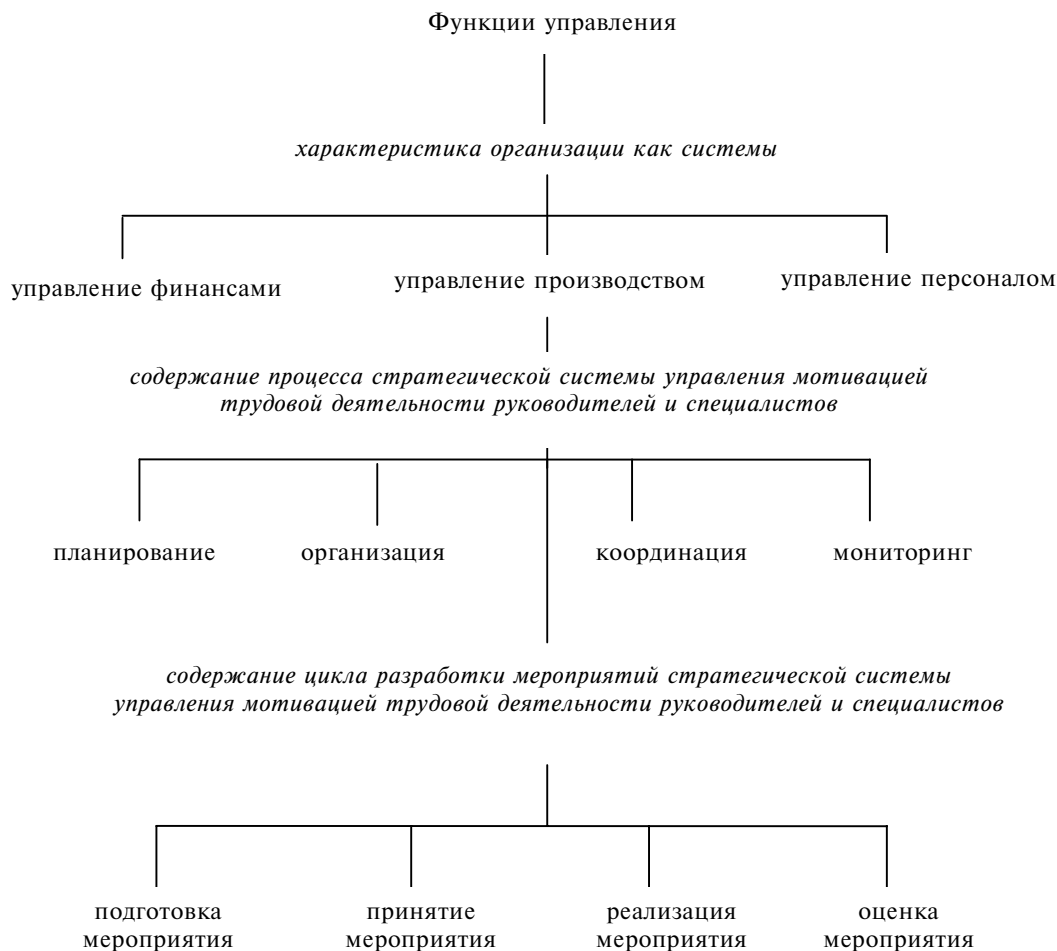 Функции управления
характеристика организации как системы
управление финансами
управление производством
управление персоналом
содержание процесса стратегической системы управления мотивацией
трудовой деятельности руководителей и специалистов
планирование
организация
координация
мониторинг
содержание цикла разработки мероприятий стратегической системы
управления мотивацией трудовой деятельности руководителей и специалистов
подготовка
мероприятия
принятие
мероприятия
реализация
мероприятия
оценка
мероприятия